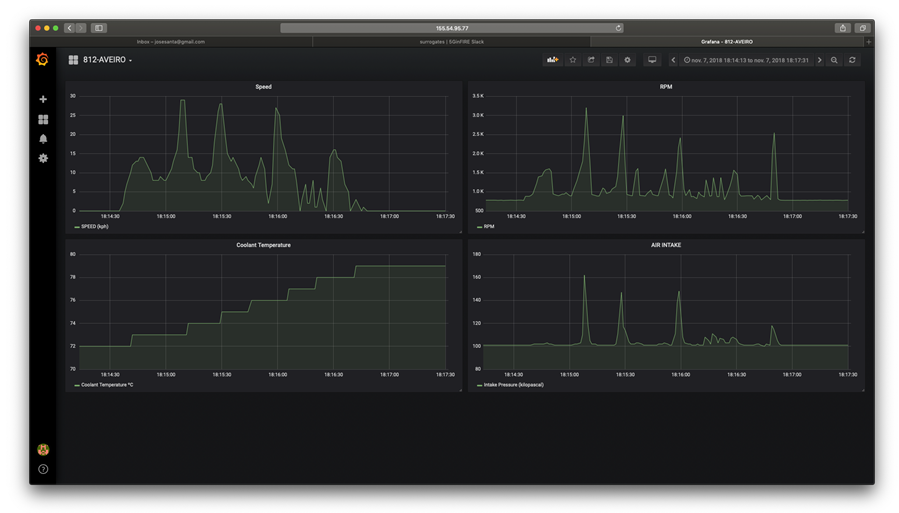 155.54.95.77
Inbox – josesanta@gmail.com
surrogates | 5GinFIRE Slack
Grafana - 812-AVEIRO
+
812-AVEIRO
nov. 7, 2018 18:14:13 to nov. 7, 2018 18:17:31
Speed
30
25
20
15
10
5
0
18:14:30 18:15:00 18:15:30 18:16:00 18:16:30 18:17:00 18:17:30
SPEED (kph)
RPM
3.5 K
3.0 K
2.5 K
2.0 K
1.5 K
1.0 K
500
18:14:30 18:15:00 18:15:30 18:16:00 18:16:30 18:17:00 18:17:30
RPM
Coolant Temperature
80
78
76
74
72
70
18:14:30 18:15:00 18:15:30 18:16:00 18:16:30 18:17:00 18:17:30
Coolant Temperature ºC
AIR INTAKE
180
160
140
120
100
80
18:14:30 18:15:00 18:15:30 18:16:00 18:16:30 18:17:00 18:17:30
Intake Pressure (kilopascal)
?